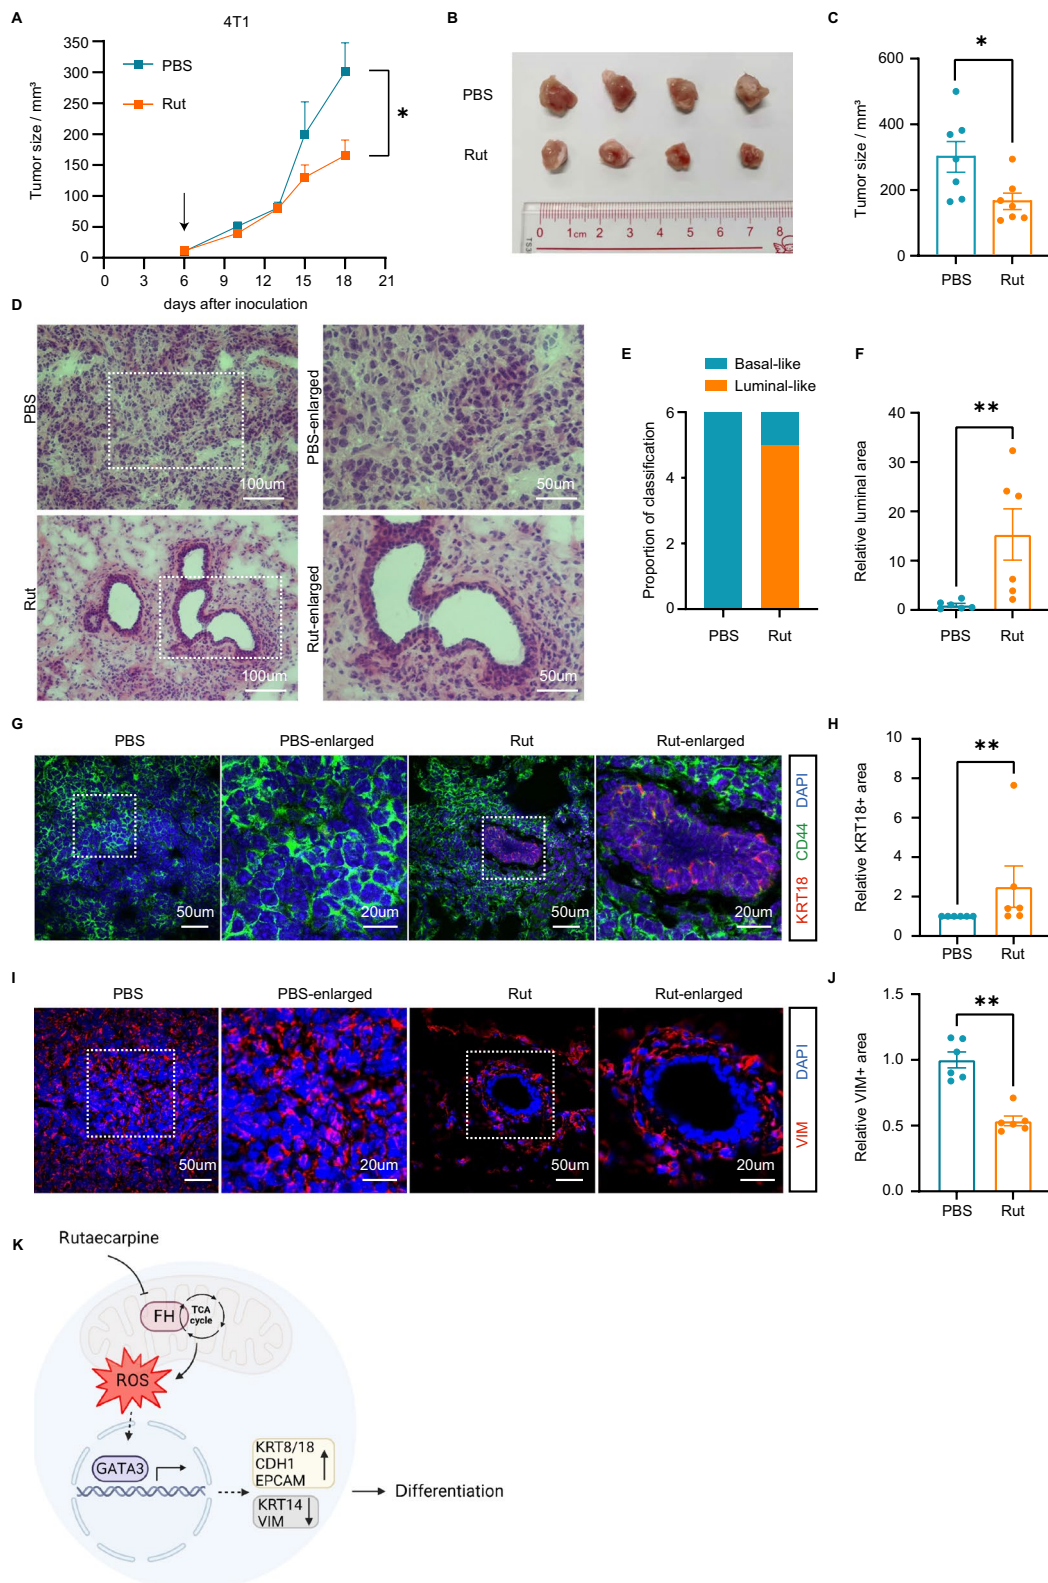 A
4T1
Tumor size / mm³
350
300
250
200
150
100
50
0
PBS
Rut
*
0 3 6 9 12 15 18 21
days after inoculation
B
PBS
Rut
0 1cm 2 3 4 5 6 7 8
C
Tumor size / mm³
600
400
200
0
*
PBS Rut
D
PBS
100um
PBS-enlarged
50um
Rut
100um
Rut-enlarged
50um
E
Basal-like
Luminal-like
Proportion of classification
6
4
2
0
PBS Rut
F
Relative luminal area
40
30
20
10
0
**
PBS Rut
G
PBS PBS-enlarged Rut Rut-enlarged
50um 20um 50um 20um
KRT18 CD44 DAPI
H
Relative KRT18+ area
10
8
6
4
2
0
**
PBS Rut
I
PBS PBS-enlarged Rut Rut-enlarged
50um 20um 50um 20um
VIM DAPI
J
Relative VIM+ area
1.5
1.0
0.5
0.0
**
PBS Rut
K
Rutaecarpine
FH
TCA
cycle
ROS
GATA3
KRT8/18
CDH1
EPCAM
KRT14
VIM
Differentiation